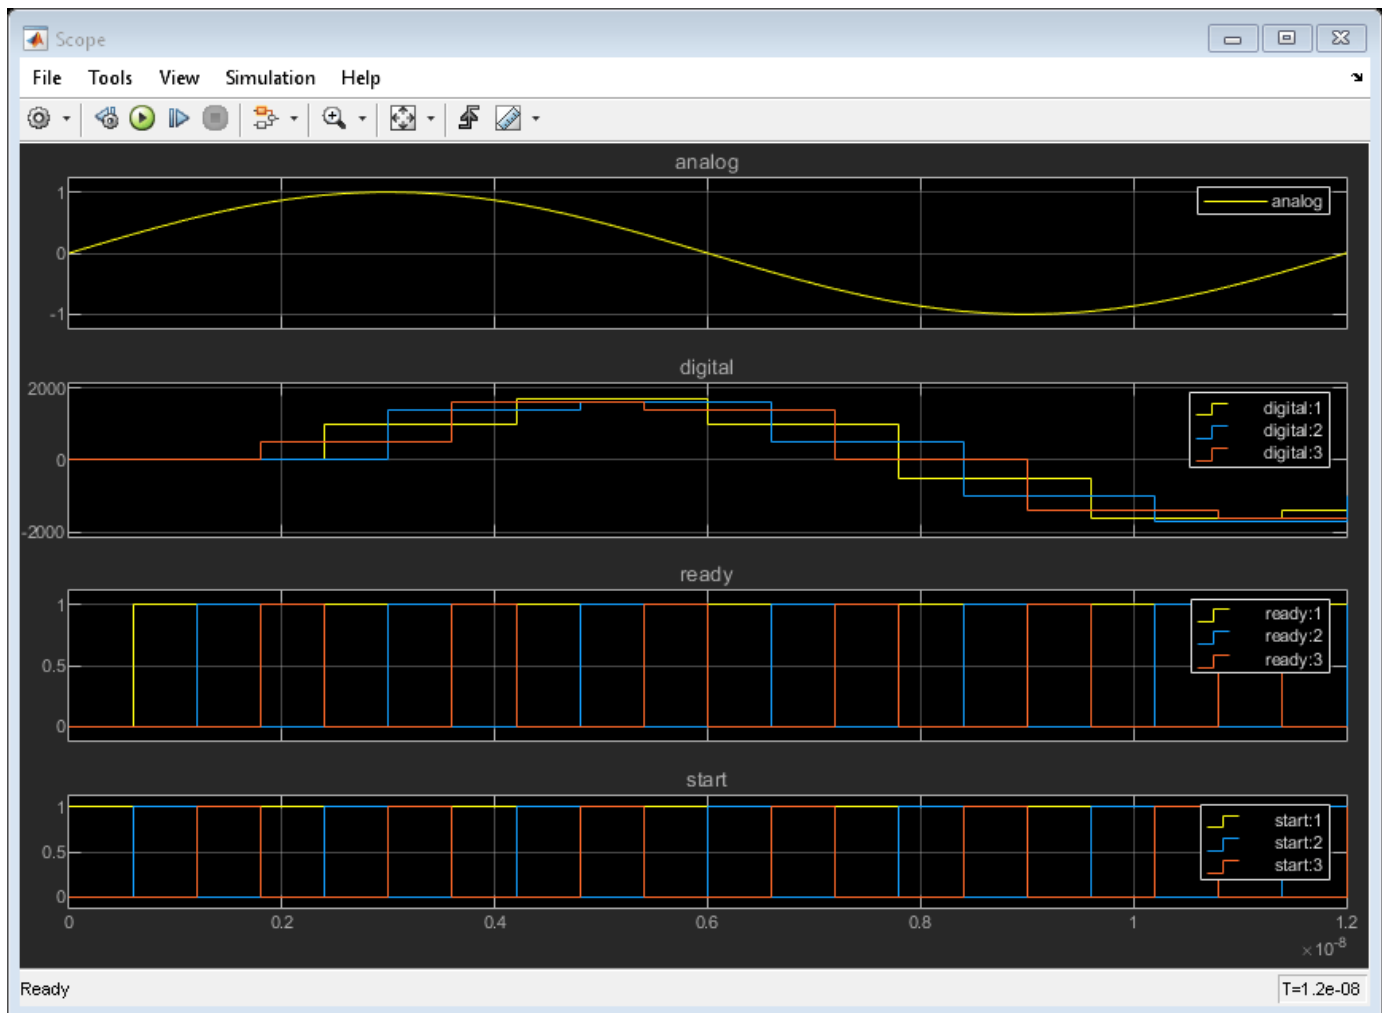 Scope
File Tools View Simulation Help
analog
1
0
-1
analog
digital
2000
0
-2000
digital:1
digital:2
digital:3
ready
1
0.5
0
ready:1
ready:2
ready:3
start
1
0.5
0
start:1
start:2
start:3
0 0.2 0.4 0.6 0.8 1 1.2
×10⁻⁸
Ready T=1.2e-08